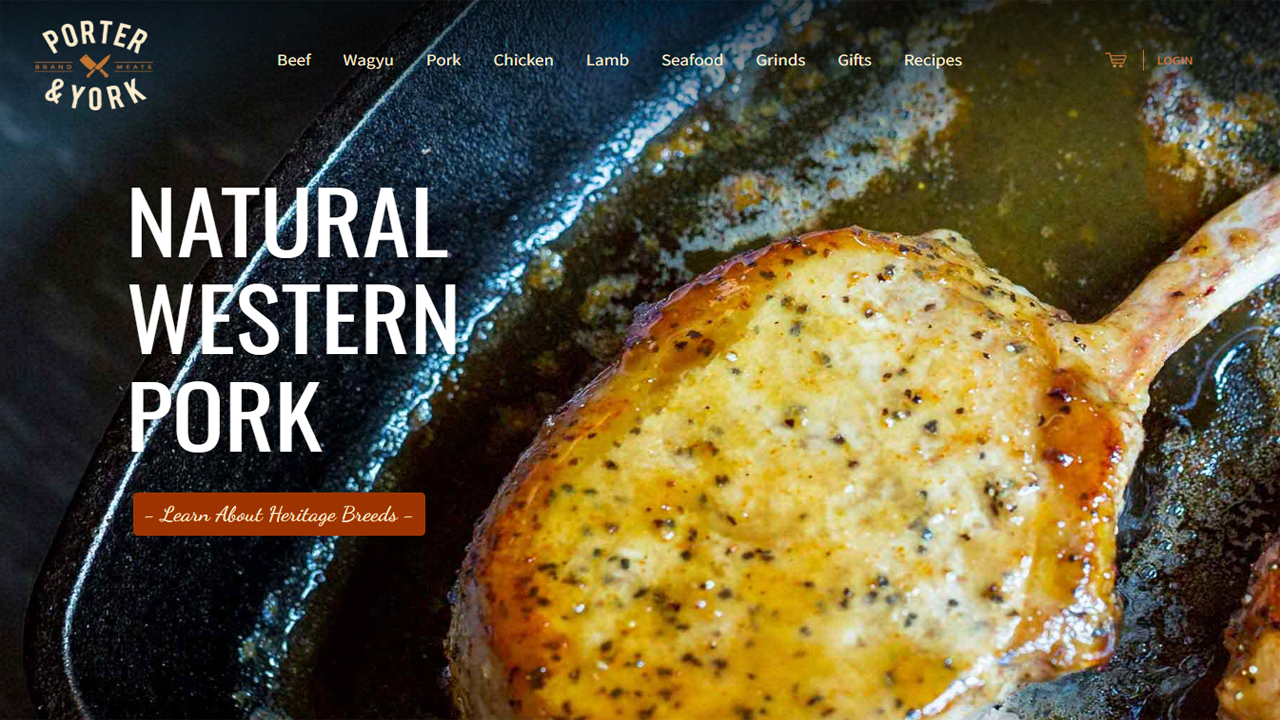 PORTER
BRAND MEATS
& YORK
Beef Wagyu Pork Chicken Lamb Seafood Grinds Gifts Recipes
LOGIN
NATURAL
WESTERN
PORK
- Learn About Heritage Breeds -